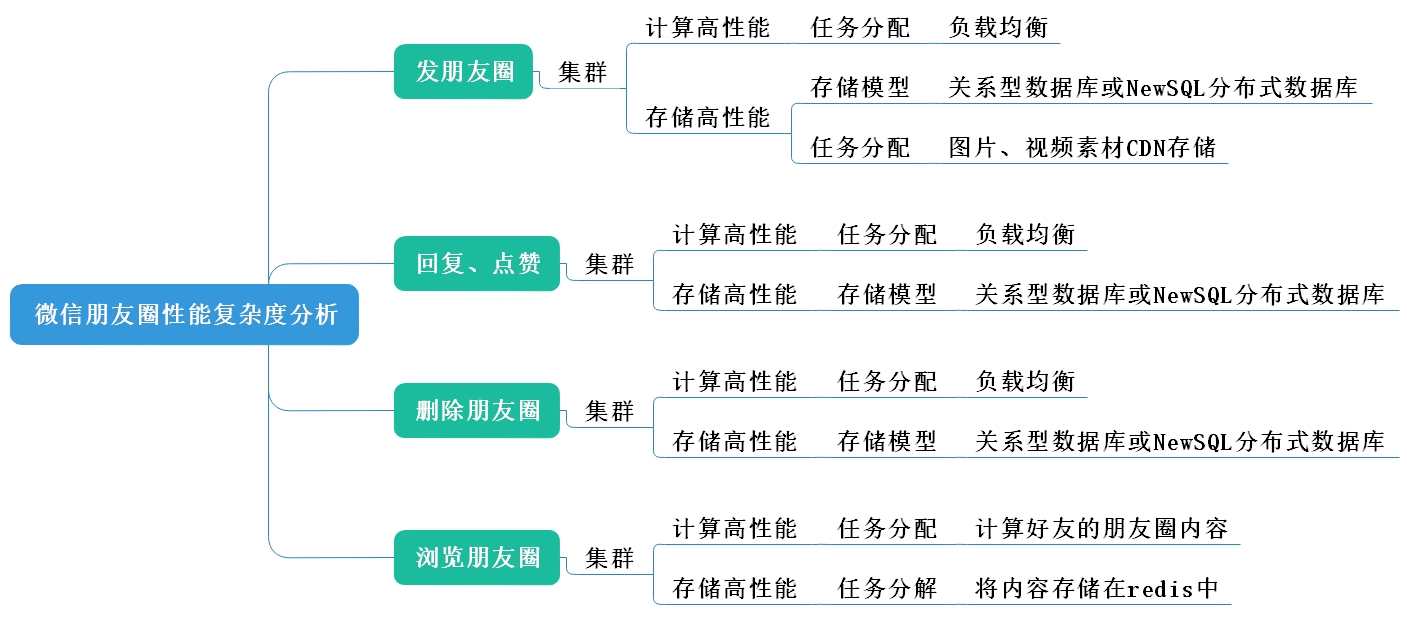 微信朋友圈性能复杂度分析
发朋友圈
集群
计算高性能 任务分配 负载均衡
存储高性能
存储模型 关系型数据库或NewSQL分布式数据库
任务分配 图片、视频素材CDN存储
回复、点赞
集群
计算高性能 任务分配 负载均衡
存储高性能 存储模型 关系型数据库或NewSQL分布式数据库
删除朋友圈
集群
计算高性能 任务分配 负载均衡
存储高性能 存储模型 关系型数据库或NewSQL分布式数据库
浏览朋友圈
集群
计算高性能 任务分配 计算好友的朋友圈内容
存储高性能 任务分解 将内容存储在redis中